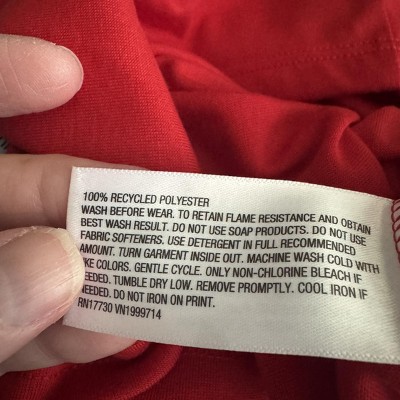 100% RECYCLED POLYESTER
WASH BEFORE WEAR. TO RETAIN FLAME RESISTANCE AND OBTAIN
BEST WASH RESULT. DO NOT USE SOAP PRODUCTS. DO NOT USE
FABRIC SOFTENERS. USE DETERGENT IN FULL RECOMMENDED
AMOUNT. TURN GARMENT INSIDE OUT. MACHINE WASH COLD WITH
IKE COLORS. GENTLE CYCLE. ONLY NON-CHLORINE BLEACH IF
EEDED. TUMBLE DRY LOW. REMOVE PROMPTLY. COOL IRON IF
NEEDED. DO NOT IRON ON PRINT.
RN17730 VN1999714